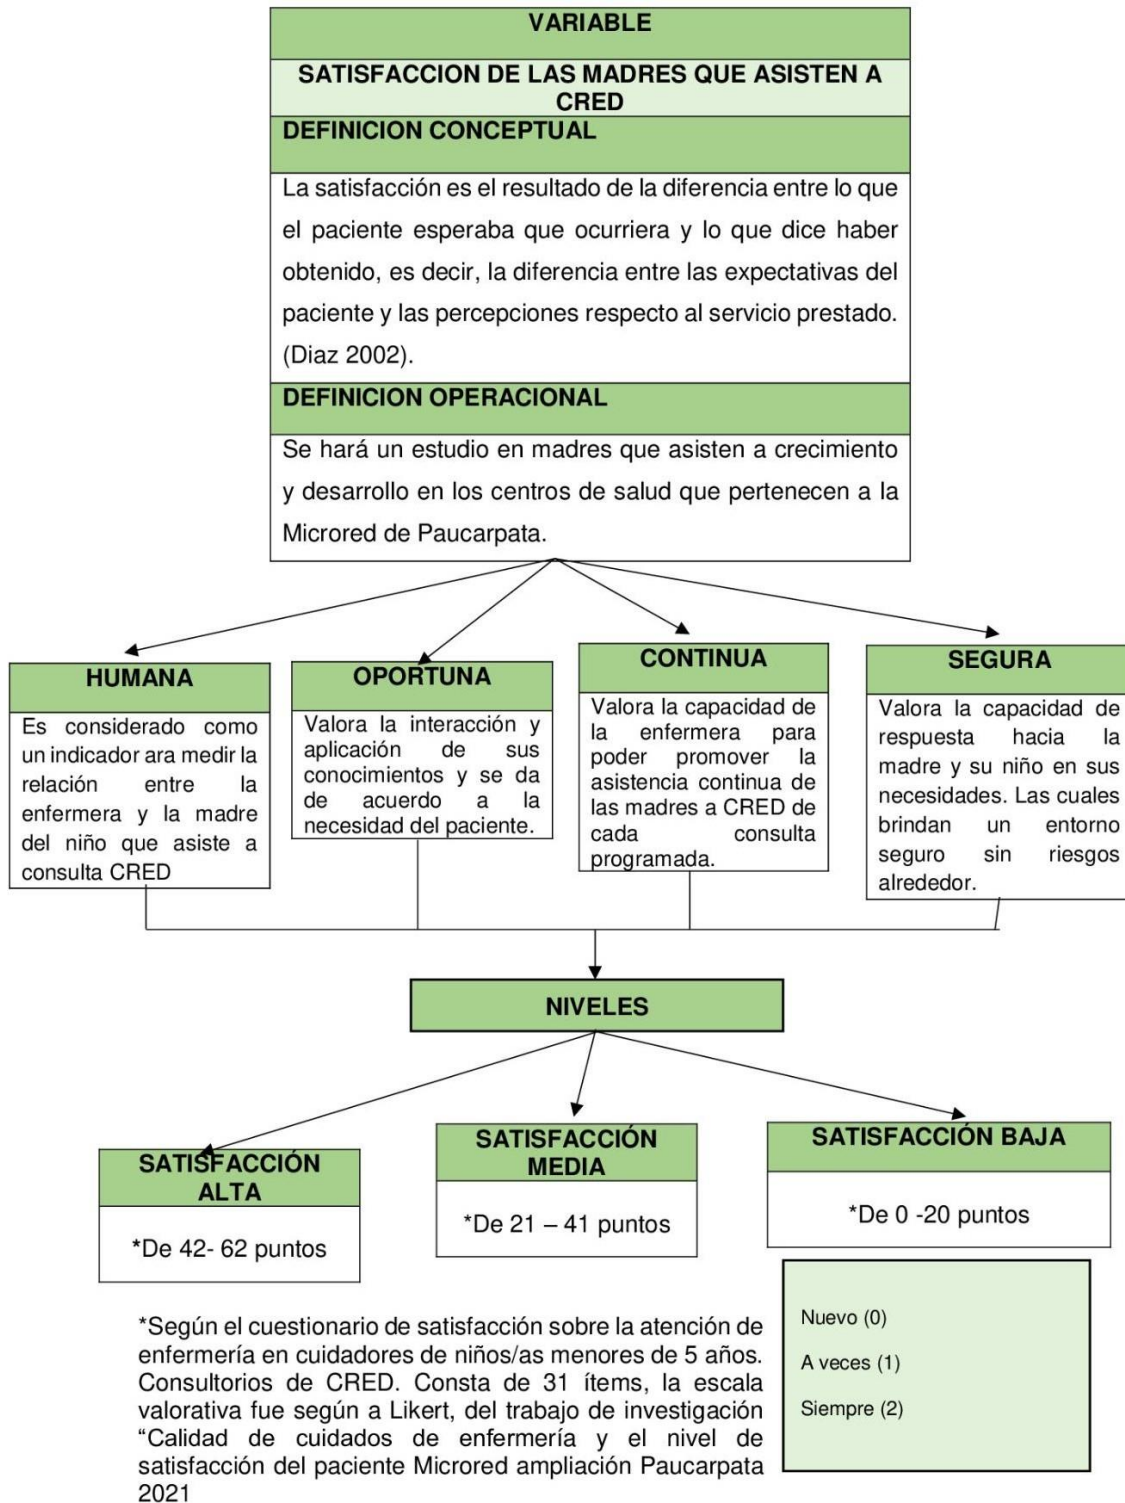 VARIABLE
SATISFACCION DE LAS MADRES QUE ASISTEN A
CRED
DEFINICION CONCEPTUAL
La satisfacción es el resultado de la diferencia entre lo que
el paciente esperaba que ocurriera y lo que dice haber
obtenido, es decir, la diferencia entre las expectativas del
paciente y las percepciones respecto al servicio prestado.
(Diaz 2002).
DEFINICION OPERACIONAL
Se hará un estudio en madres que asisten a crecimiento
y desarrollo en los centros de salud que pertenecen a la
Microred de Paucarpata.
HUMANA
Es considerado como
un indicador ara medir la
relación entre la
enfermera y la madre
del niño que asiste a
consulta CRED
OPORTUNA
Valora la interacción y
aplicación de sus
conocimientos y se da
de acuerdo a la
necesidad del paciente.
CONTINUA
Valora la capacidad de
la enfermera para
poder promover la
asistencia continua de
las madres a CRED de
cada consulta
programada.
SEGURA
Valora la capacidad de
respuesta hacia la
madre y su niño en sus
necesidades. Las cuales
brindan un entorno
seguro sin riesgos
alrededor.
NIVELES
SATISFACCIÓN
ALTA
*De 42- 62 puntos
SATISFACCIÓN
MEDIA
*De 21 – 41 puntos
SATISFACCIÓN BAJA
*De 0 -20 puntos
*Según el cuestionario de satisfacción sobre la atención de
enfermería en cuidadores de niños/as menores de 5 años.
Consultorios de CRED. Consta de 31 ítems, la escala
valorativa fue según a Likert, del trabajo de investigación
“Calidad de cuidados de enfermería y el nivel de
satisfacción del paciente Microred ampliación Paucarpata
2021
Nuevo (0)
A veces (1)
Siempre (2)